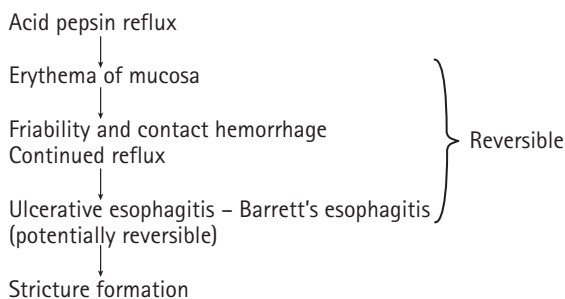 Acid pepsin reflux
Erythema of mucosa
Friability and contact hemorrhage
Continued reflux
Reversible
Ulcerative esophagitis – Barrett's esophagitis
(potentially reversible)
Stricture formation